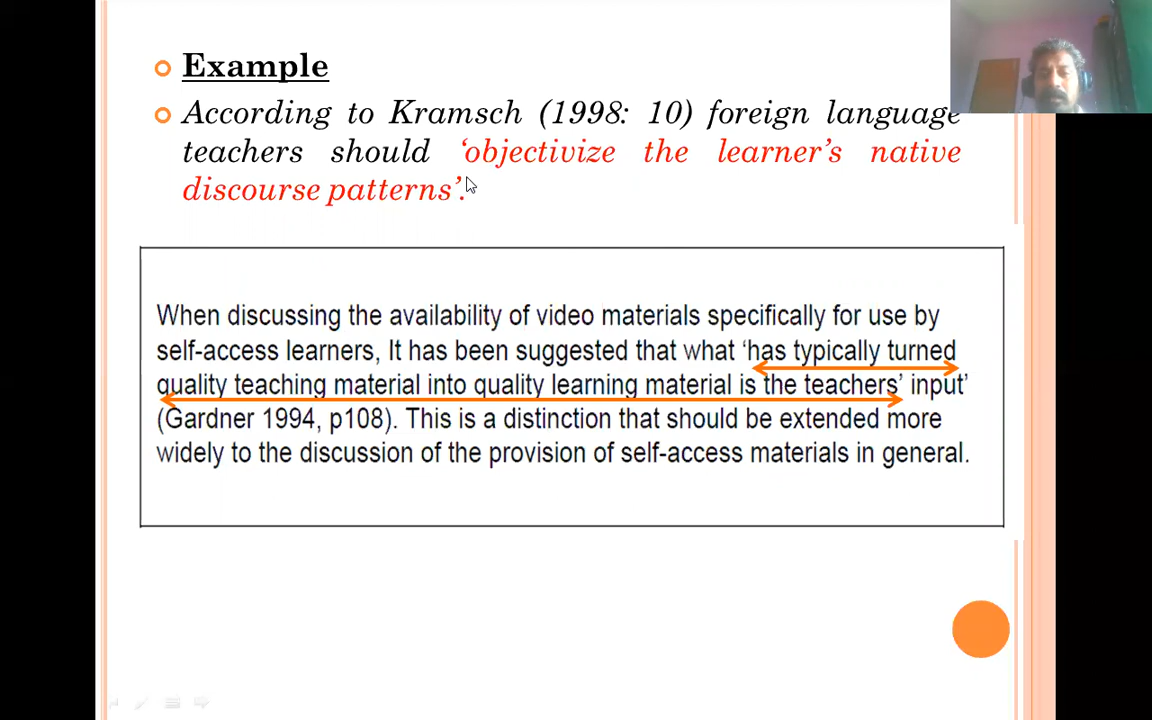 Example
According to Kramsch (1998: 10) foreign language
teachers should ‘objectivize the learner’s native
discourse patterns’.
When discussing the availability of video materials specifically for use by
self-access learners, It has been suggested that what ‘has typically turned
quality teaching material into quality learning material is the teachers’ input’
(Gardner 1994, p108). This is a distinction that should be extended more
widely to the discussion of the provision of self-access materials in general.